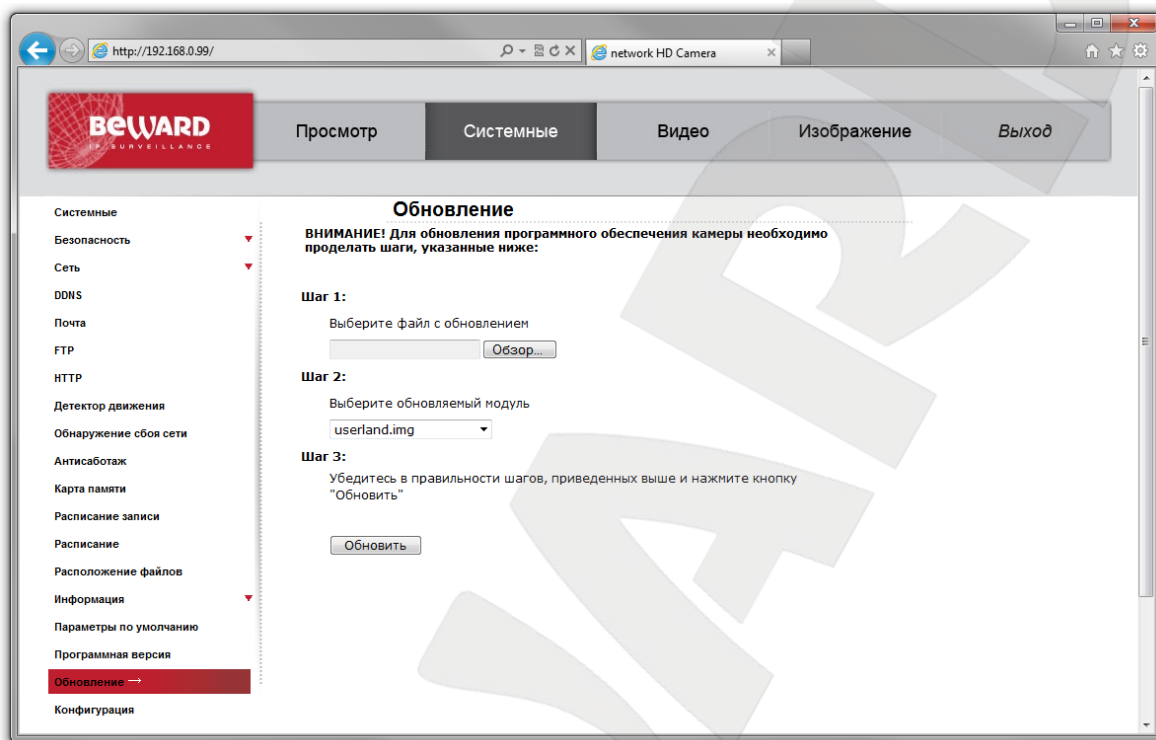 http://192.168.0.99/
network HD Camera
BEWARD
IP SURVEILLANCE
Просмотр
Системные
Видео
Изображение
Выход
Системные
Безопасность
Сеть
DDNS
Почта
FTP
HTTP
Детектор движения
Обнаружение сбоя сети
Антисаботаж
Карта памяти
Расписание записи
Расписание
Расположение файлов
Информация
Параметры по умолчанию
Программная версия
Обновление →
Конфигурация
Обновление
ВНИМАНИЕ! Для обновления программного обеспечения камеры необходимо
проделать шаги, указанные ниже:
Шаг 1:
Выберите файл с обновлением
Обзор...
Шаг 2:
Выберите обновляемый модуль
userland.img
Шаг 3:
Убедитесь в правильности шагов, приведенных выше и нажмите кнопку
"Обновить"
Обновить